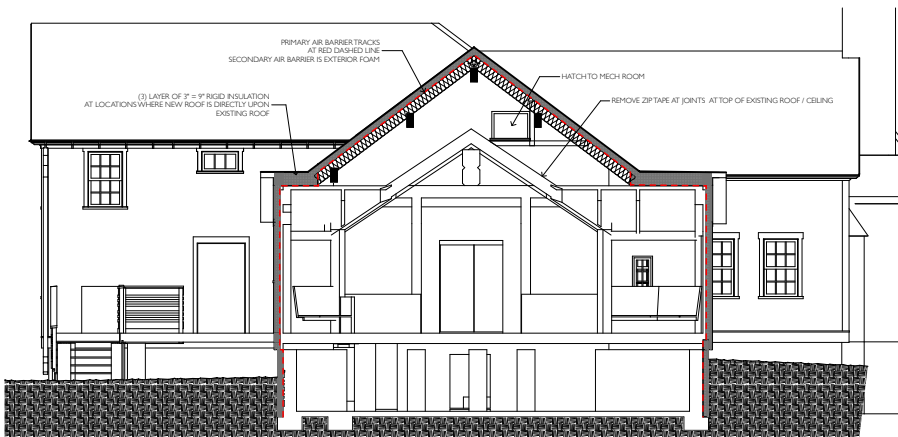 PRIMARY AIR BARRIER TRACKS
AT RED DASHED LINE
SECONDARY AIR BARRIER IS EXTERIOR FOAM
HATCH TO MECH ROOM
(3) LAYER OF 3" = 9" RIGID INSULATION
AT LOCATIONS WHERE NEW ROOF IS DIRECTLY UPON
EXISTING ROOF
REMOVE ZIP TAPE AT JOINTS AT TOP OF EXISTING ROOF / CEILING